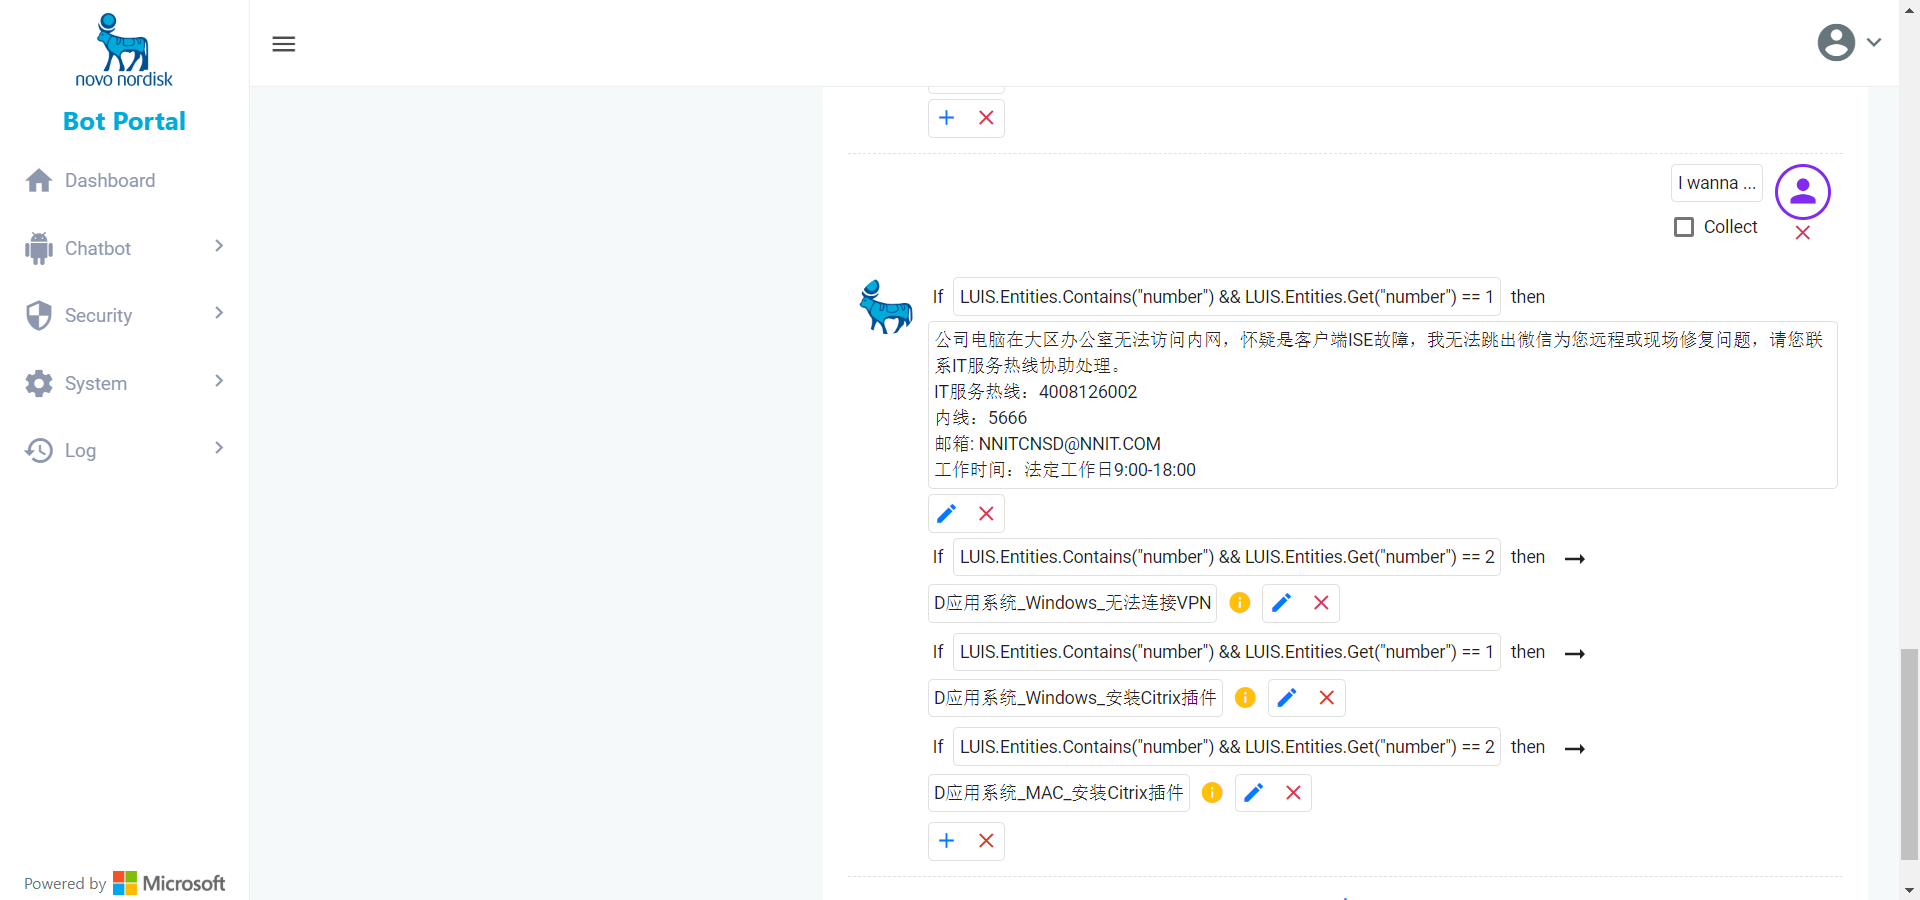 novo nordisk
Bot Portal
Dashboard
Chatbot
Security
System
Log
Powered by Microsoft
I wanna ...
Collect
If LUIS.Entities.Contains("number") && LUIS.Entities.Get("number") == 1 then
公司电脑在大区办公室无法访问内网，怀疑是客户端ISE故障，我无法跳出微信为您远程或现场修复问题，请您联
系IT服务热线协助处理。
IT服务热线：4008126002
内线：5666
邮箱: NNITCNSD@NNIT.COM
工作时间：法定工作日9:00-18:00
If LUIS.Entities.Contains("number") && LUIS.Entities.Get("number") == 2 then
D应用系统_Windows_无法连接VPN
If LUIS.Entities.Contains("number") && LUIS.Entities.Get("number") == 1 then
D应用系统_Windows_安装Citrix插件
If LUIS.Entities.Contains("number") && LUIS.Entities.Get("number") == 2 then
D应用系统_MAC_安装Citrix插件